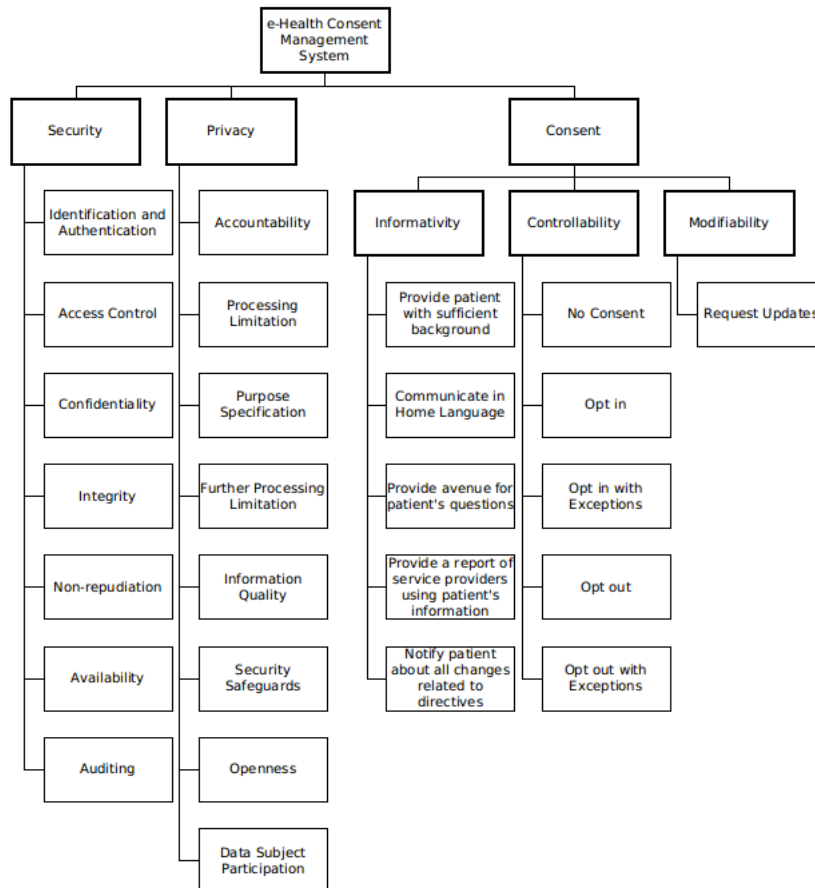 e-Health Consent
Management
System
Security
Privacy
Consent
Identification and
Authentication
Access Control
Confidentiality
Integrity
Non-repudiation
Availability
Auditing
Accountability
Processing
Limitation
Purpose
Specification
Further Processing
Limitation
Information
Quality
Security
Safeguards
Openness
Data Subject
Participation
Informativity
Controllability
Modifiability
Provide patient
with sufficient
background
Communicate in
Home Language
Provide avenue for
patient's questions
Provide a report of
service providers
using patient's
information
Notify patient
about all changes
related to
directives
No Consent
Opt in
Opt in with
Exceptions
Opt out
Opt out with
Exceptions
Request Updates